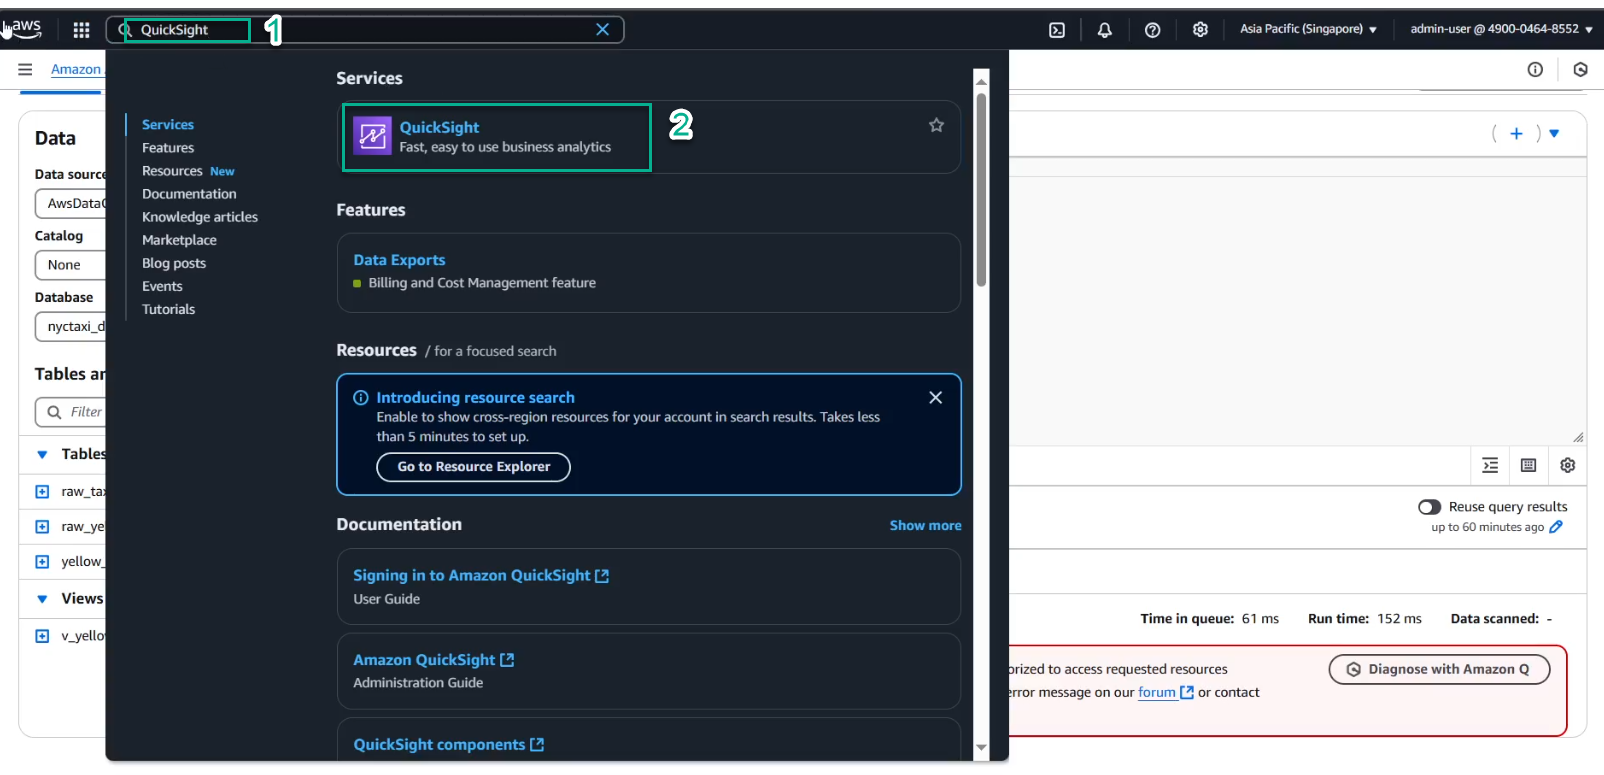 aws
QuickSight
1
Asia Pacific (Singapore)
admin-user @ 4900-0464-8552
Amazon
Data
Data source
AwsDataC
Catalog
None
Database
nyctaxi_d
Tables an
Filter
Tables
raw_tax
raw_yel
yellow_
Views
v_yello
Services
Features
Resources New
Documentation
Knowledge articles
Marketplace
Blog posts
Events
Tutorials
Services
QuickSight
Fast, easy to use business analytics
2
Features
Data Exports
Billing and Cost Management feature
Resources / for a focused search
Introducing resource search
Enable to show cross-region resources for your account in search results. Takes less
than 5 minutes to set up.
Go to Resource Explorer
Documentation
Show more
Signing in to Amazon QuickSight
User Guide
Amazon QuickSight
Administration Guide
QuickSight components
Reuse query results
up to 60 minutes ago
Time in queue: 61 ms
Run time: 152 ms
Data scanned: -
orized to access requested resources
error message on our forum or contact
Diagnose with Amazon Q